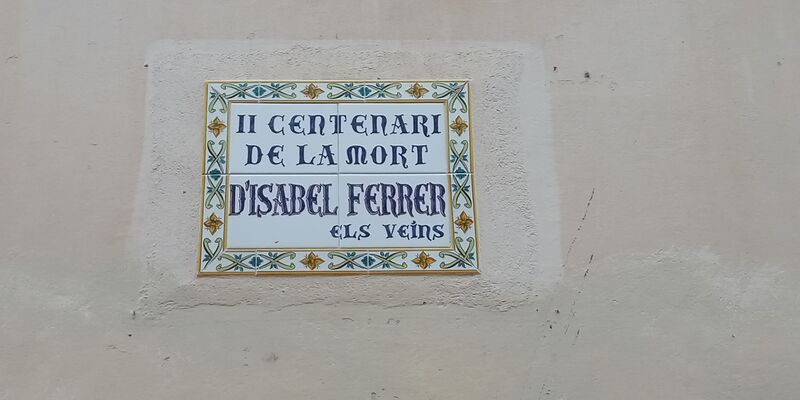 II CENTENARI
DE LA MORT
D'ISABEL FERRER
ELS VEÏNS